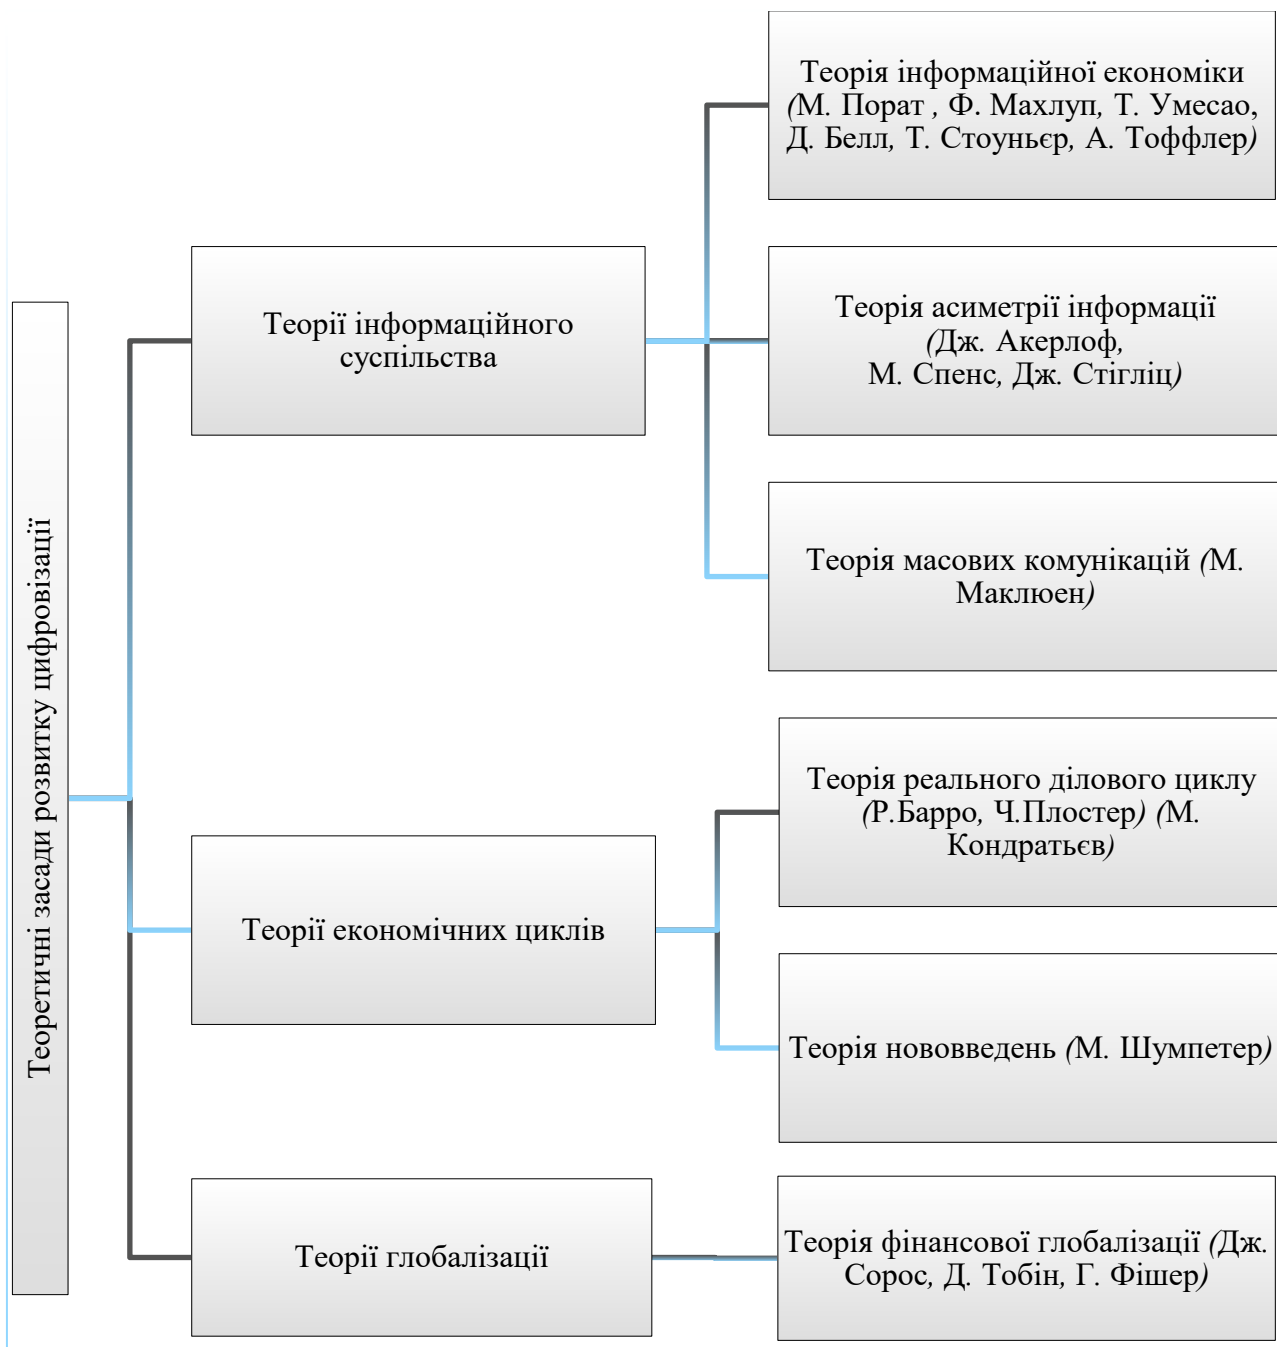 Теоретичні засади розвитку цифровізації
Теорії інформаційного
суспільства
Теорія інформаційної економіки
(М. Порат , Ф. Махлуп, Т. Умесао,
Д. Белл, Т. Стоуньєр, А. Тоффлер)
Теорія асиметрії інформації
(Дж. Акерлоф,
М. Спенс, Дж. Стігліц)
Теорія масових комунікацій (М.
Маклюен)
Теорії економічних циклів
Теорія реального ділового циклу
(Р.Барро, Ч.Плостер) (М.
Кондратьєв)
Теорія нововведень (М. Шумпетер)
Теорії глобалізації
Теорія фінансової глобалізації (Дж.
Сорос, Д. Тобін, Г. Фішер)